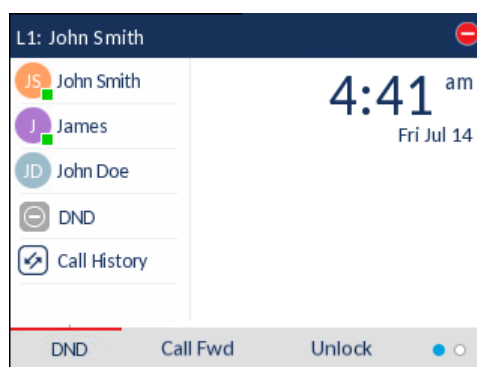 L1: John Smith
JS John Smith
J James
JD John Doe
DND
Call History
4:41 am
Fri Jul 14
DND Call Fwd Unlock